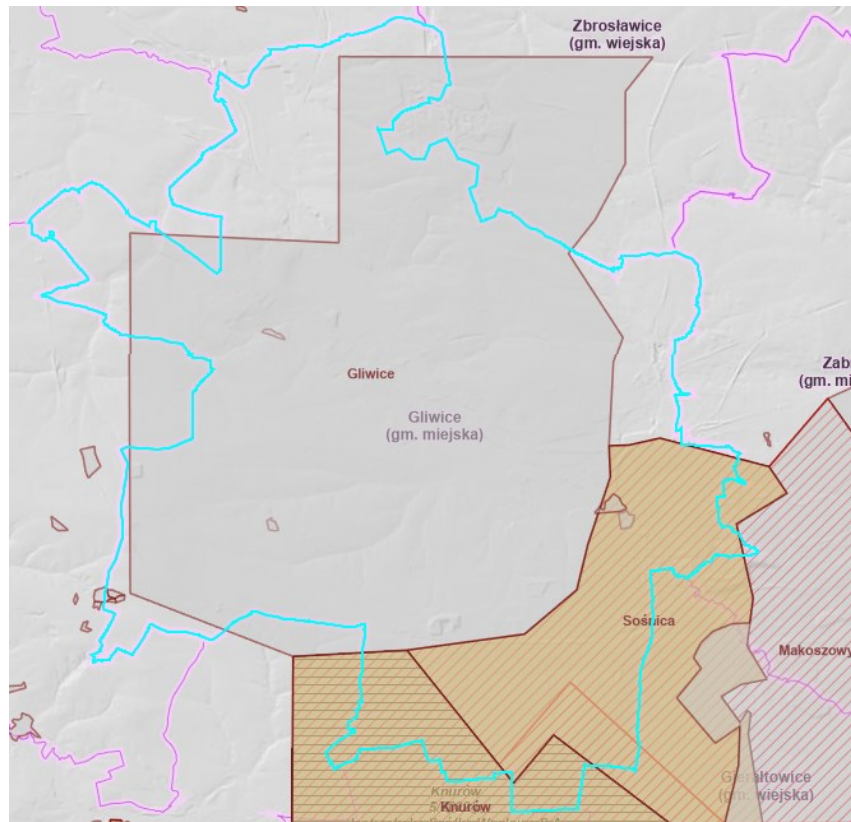 Zbrosławice
(gm. wiejska)
Zab
(gm. mi
Gliwice
Gliwice
(gm. miejska)
Sośnica
Makoszowy
Gierałtowice
(gm. wiejska)
Knurów
Knurów